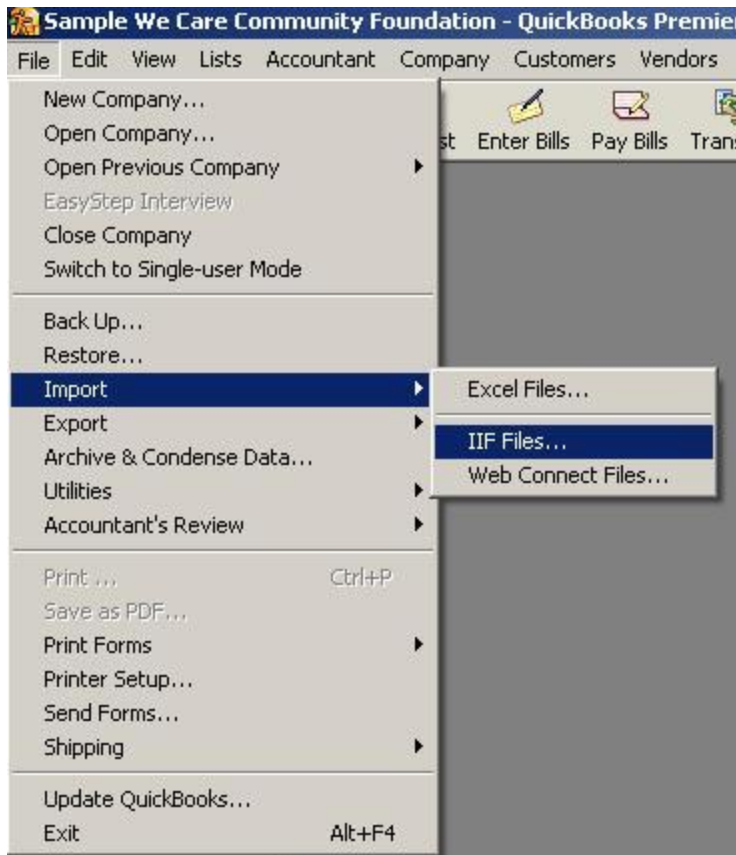 Sample We Care Community Foundation - QuickBooks Premie
File Edit View Lists Accountant Company Customers Vendors
st Enter Bills Pay Bills Tran
New Company...
Open Company...
Open Previous Company
EasyStep Interview
Close Company
Switch to Single-user Mode
Back Up...
Restore...
Import
Export
Archive & Condense Data...
Utilities
Accountant's Review
Print ... Ctrl+P
Save as PDF...
Print Forms
Printer Setup...
Send Forms...
Shipping
Update QuickBooks...
Exit Alt+F4
Excel Files...
IIF Files...
Web Connect Files...